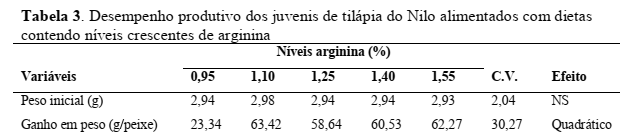 Tabela 3. Desempenho produtivo dos juvenis de tilápia do Nilo alimentados com dietas
contendo níveis crescentes de arginina
Níveis arginina (%)
Variáveis 0,95 1,10 1,25 1,40 1,55 C.V. Efeito
Peso inicial (g) 2,94 2,98 2,94 2,94 2,93 2,04 NS
Ganho em peso (g/peixe) 23,34 63,42 58,64 60,53 62,27 30,27 Quadrático